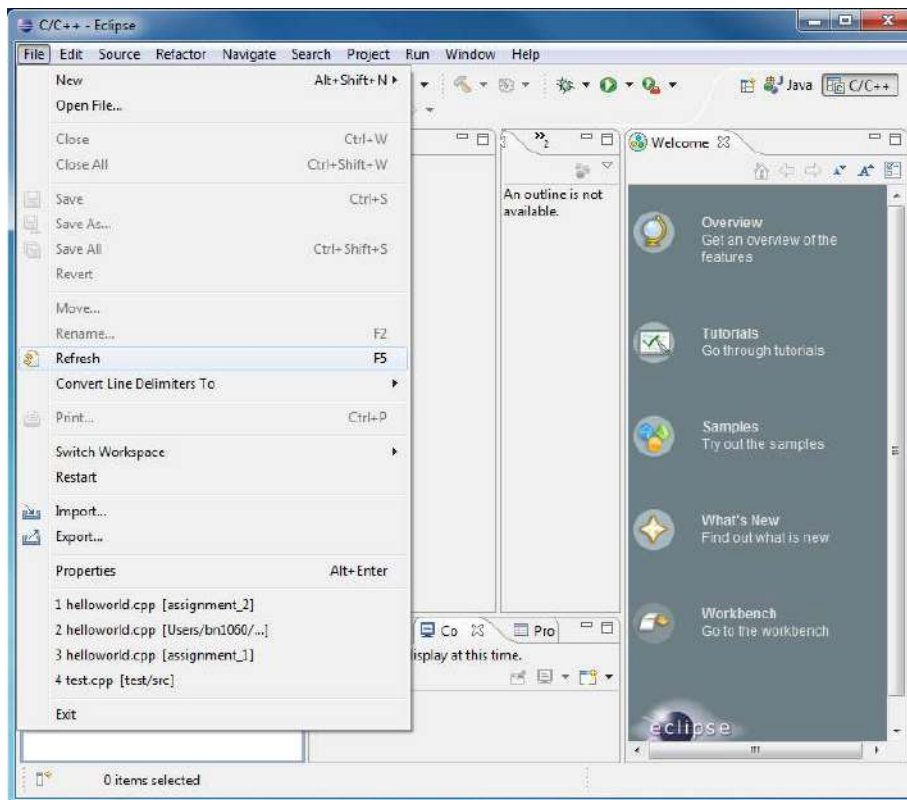 C/C++ - Eclipse
File Edit Source Refactor Navigate Search Project Run Window Help
New Alt+Shift+N
Open File...
Close Ctrl+W
Close All Ctrl+Shift+W
Save Ctrl+S
Save As...
Save All Ctrl+Shift+S
Revert
Move...
Rename... F2
Refresh F5
Convert Line Delimiters To
Print... Ctrl+P
Switch Workspace
Restart
Import...
Export...
Properties Alt+Enter
1 helloworld.cpp [assignment_2]
2 helloworld.cpp [Users/bn1060/...]
3 helloworld.cpp [assignment_1]
4 test.cpp [test/src]
Exit
Java C/C++
»2
An outline is not
available.
Welcome
Overview
Get an overview of the
features
Tutorials
Go through tutorials
Samples
Try out the samples
What's New
Find out what is new
Workbench
Go to the workbench
eclipse
Co Pro
isplay at this time.
0 items selected